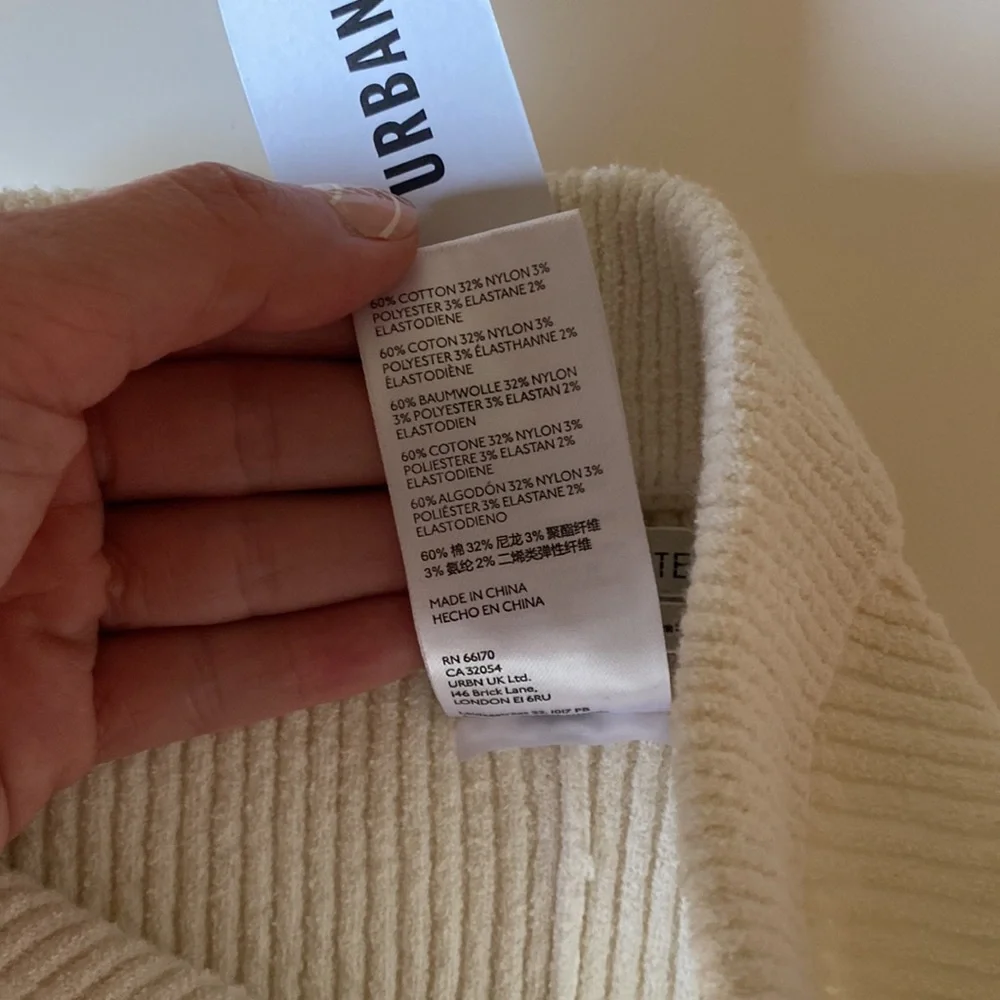 URBAN
60% COTTON 32% NYLON 3%
POLYESTER 3% ELASTANE 2%
ELASTODIENE
60% COTON 32% NYLON 3%
POLYESTER 3% ÉLASTHANNE 2%
ÉLASTODIÈNE
60% BAUMWOLLE 32% NYLON
3% POLYESTER 3% ELASTAN 2%
ELASTODIEN
60% COTONE 32% NYLON 3%
POLIESTERE 3% ELASTAN 2%
ELASTODIENE
60% ALGODÓN 32% NYLON 3%
POLIÉSTER 3% ELASTANE 2%
ELASTODIENO
60% 棉 32% 尼龙 3% 聚酯纤维
3% 氨纶 2% 二烯类弹性纤维
MADE IN CHINA
HECHO EN CHINA
RN 66170
CA 32054
URBN UK Ltd.
146 Brick Lane,
LONDON E1 6RU
32, 1017 PB
TE